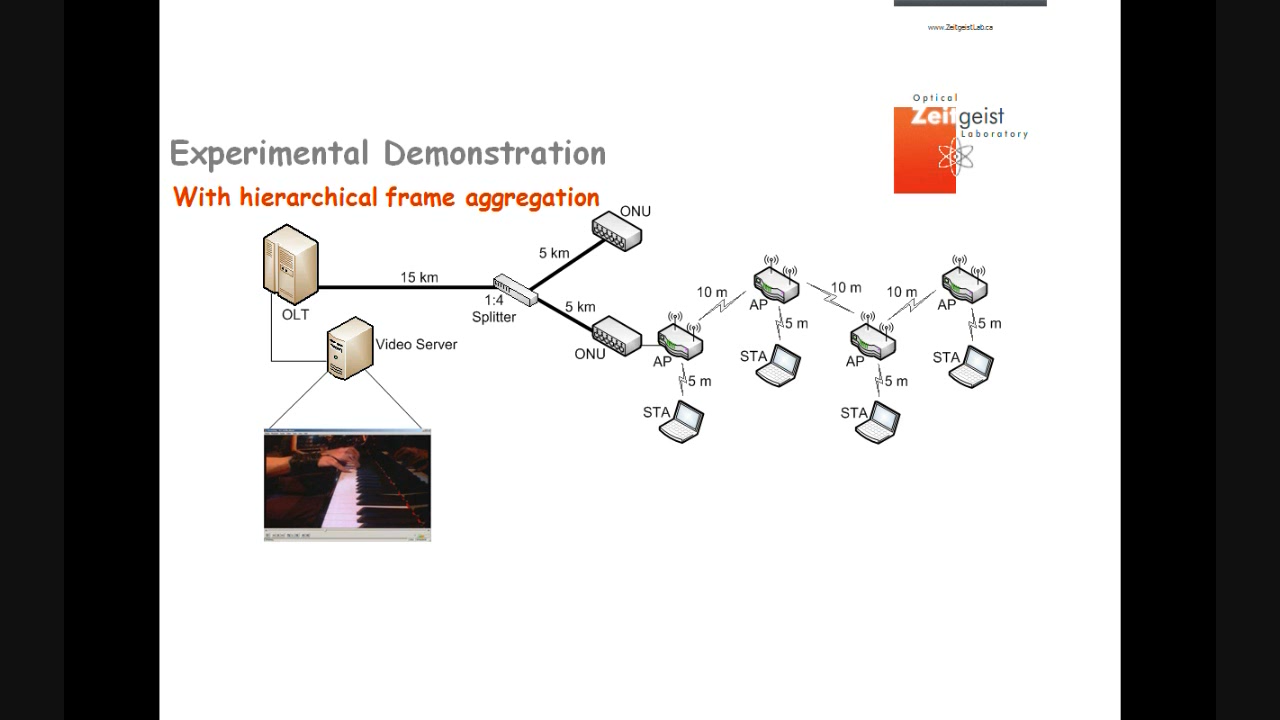 www.ZeitgeistLab.ca
Optical
Zeitgeist
Laboratory
Experimental Demonstration
With hierarchical frame aggregation
ONU
5 km
15 km
1:4
Splitter
OLT
5 km
ONU
Video Server
AP
10 m
AP
10 m
AP
10 m
AP
5 m
STA
5 m
STA
5 m
STA
5 m
STA